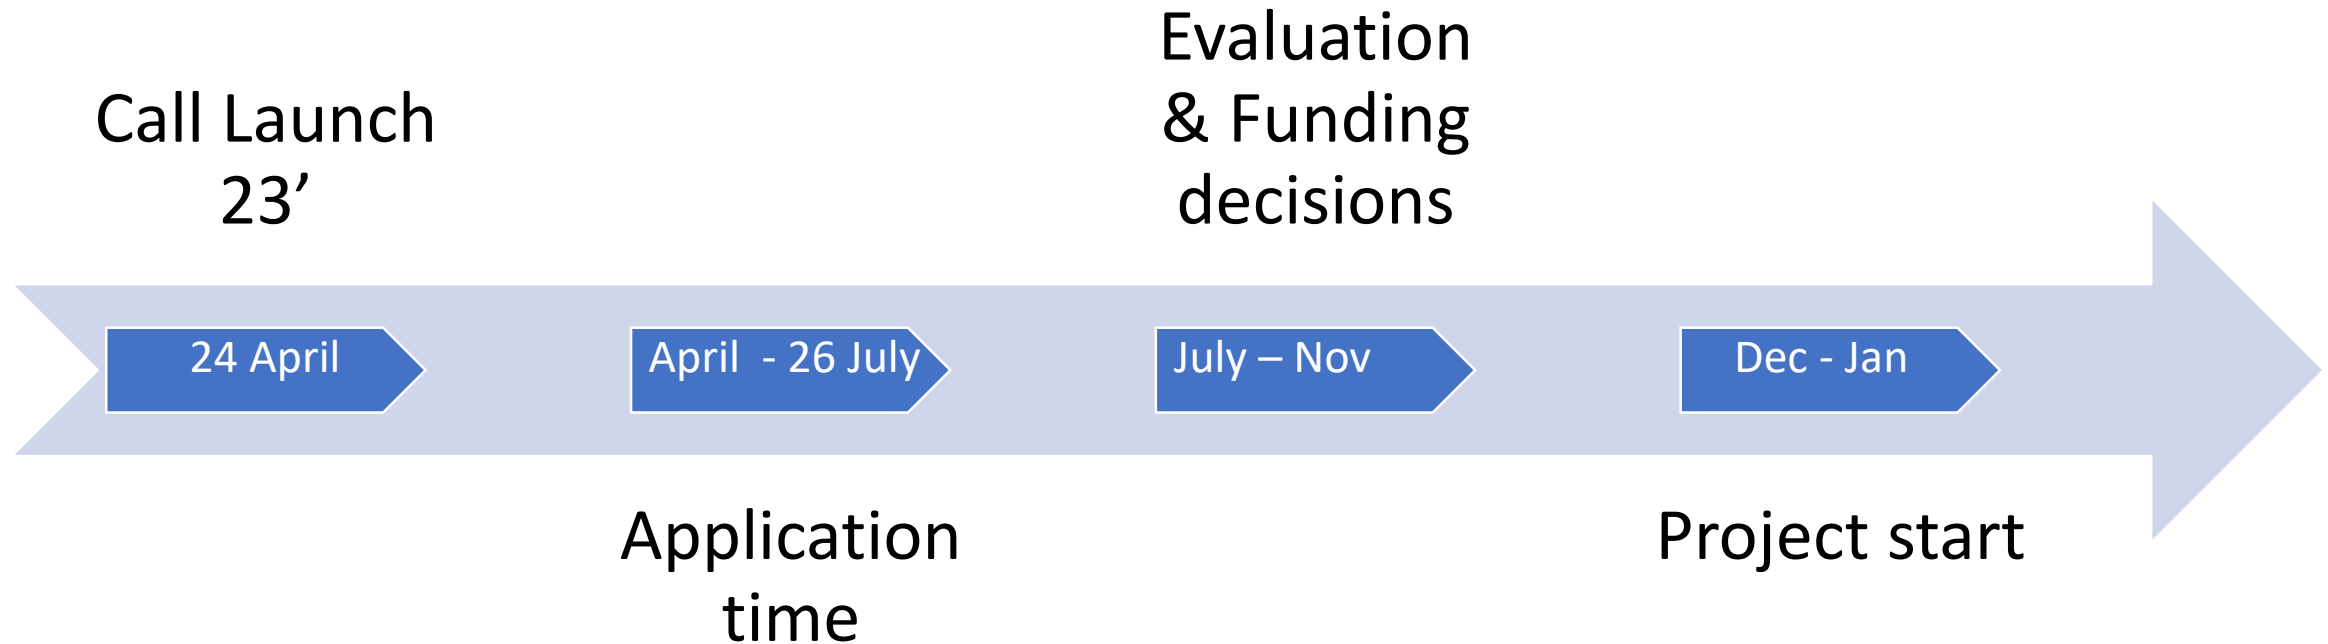 Call Launch
23’
24 April
April - 26 July
Application
time
Evaluation
& Funding
decisions
July – Nov
Dec - Jan
Project start